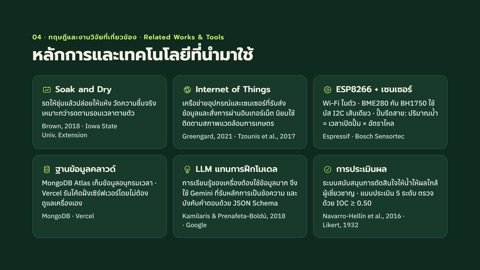 04 · ทฤษฎีและงานวิจัยที่เกี่ยวข้อง · Related Works & Tools
หลักการและเทคโนโลยีที่นำมาใช้
Soak and Dry
รดให้ชุ่มแล้วปล่อยให้แห้ง วัดความชื้นจริง
เหมาะกว่ารดตามรอบเวลาตายตัว
Brown, 2018 · Iowa State
Univ. Extension
Internet of Things
เครือข่ายอุปกรณ์และเซนเซอร์ที่รับส่ง
ข้อมูลและสั่งการผ่านอินเทอร์เน็ต นิยมใช้
ติดตามสภาพแวดล้อมการเกษตร
Greengard, 2021 · Tzounis et al., 2017
ESP8266 + เซนเซอร์
Wi-Fi ในตัว · BME280 กับ BH1750 ใช้
บัส I2C เส้นเดียว · ปั๊มรีดสาย: ปริมาณน้ำ
= เวลาเปิดปั๊ม × อัตราไหล
Espressif · Bosch Sensortec
ฐานข้อมูลคลาวด์
MongoDB Atlas เก็บข้อมูลอนุกรมเวลา ·
Vercel รันโค้ดฝั่งเซิร์ฟเวอร์โดยไม่ต้อง
ดูแลเครื่องเอง
MongoDB · Vercel
LLM แทนการฝึกโมเดล
การเรียนรู้ของเครื่องต้องใช้ข้อมูลมาก จึง
ใช้ Gemini ที่รับหลักการเป็นข้อความ และ
บังคับคำตอบด้วย JSON Schema
Kamilaris & Prenafeta-Boldú, 2018
· Google
การประเมินผล
ระบบสนับสนุนการตัดสินใจให้น้ำให้ผลใกล้
ผู้เชี่ยวชาญ · แบบประเมิน 5 ระดับ ตรวจ
ด้วย IOC ≥ 0.50
Navarro-Hellín et al., 2016 ·
Likert, 1932